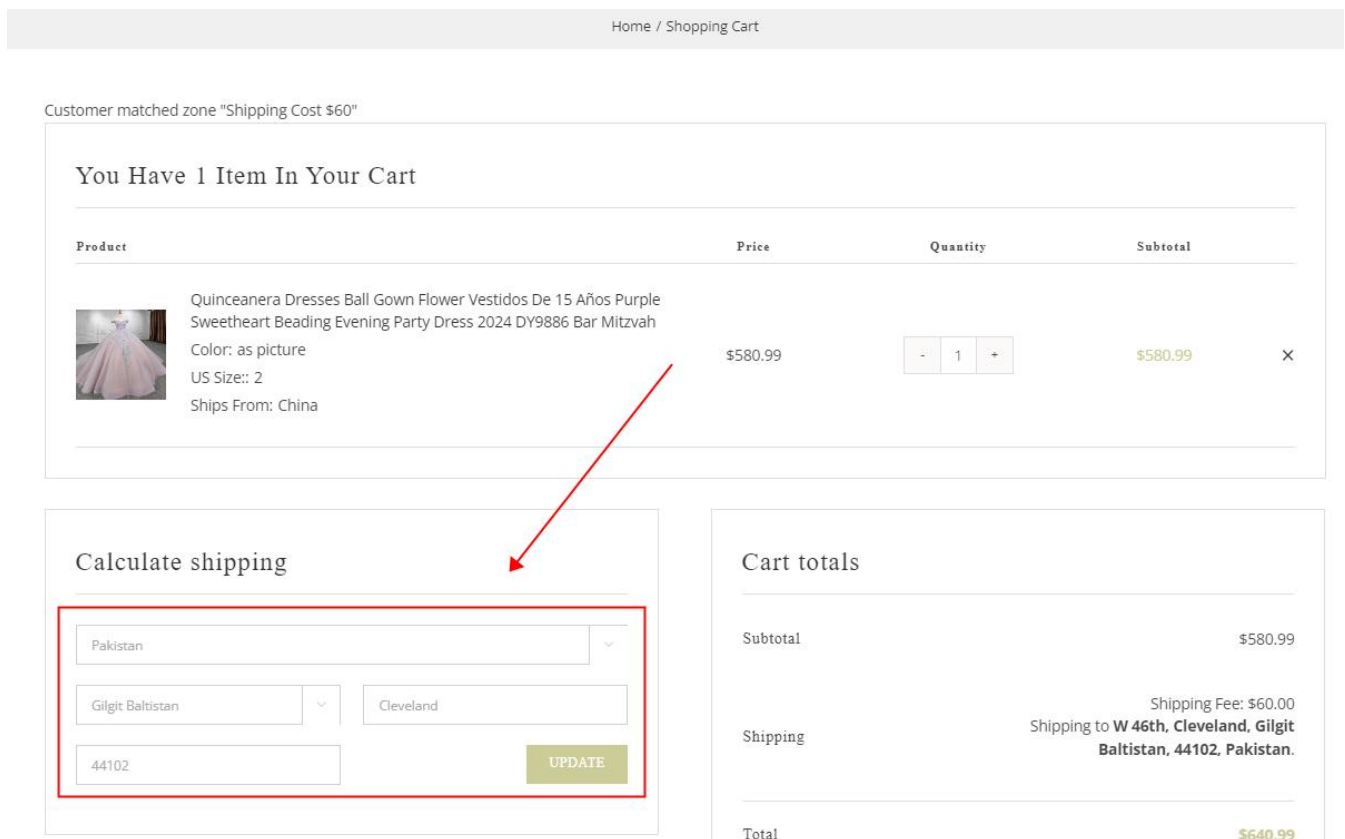 Home / Shopping Cart
Customer matched zone "Shipping Cost $60"
You Have 1 Item In Your Cart
Product Price Quantity Subtotal
Quinceanera Dresses Ball Gown Flower Vestidos De 15 Años Purple
Sweetheart Beading Evening Party Dress 2024 DY9886 Bar Mitzvah
Color: as picture
US Size:: 2
Ships From: China
$580.99 - 1 + $580.99 ×
Calculate shipping
Pakistan
Gilgit Baltistan Cleveland
44102 UPDATE
Cart totals
Subtotal $580.99
Shipping
Shipping Fee: $60.00
Shipping to W 46th, Cleveland, Gilgit
Baltistan, 44102, Pakistan.
Total $640.99